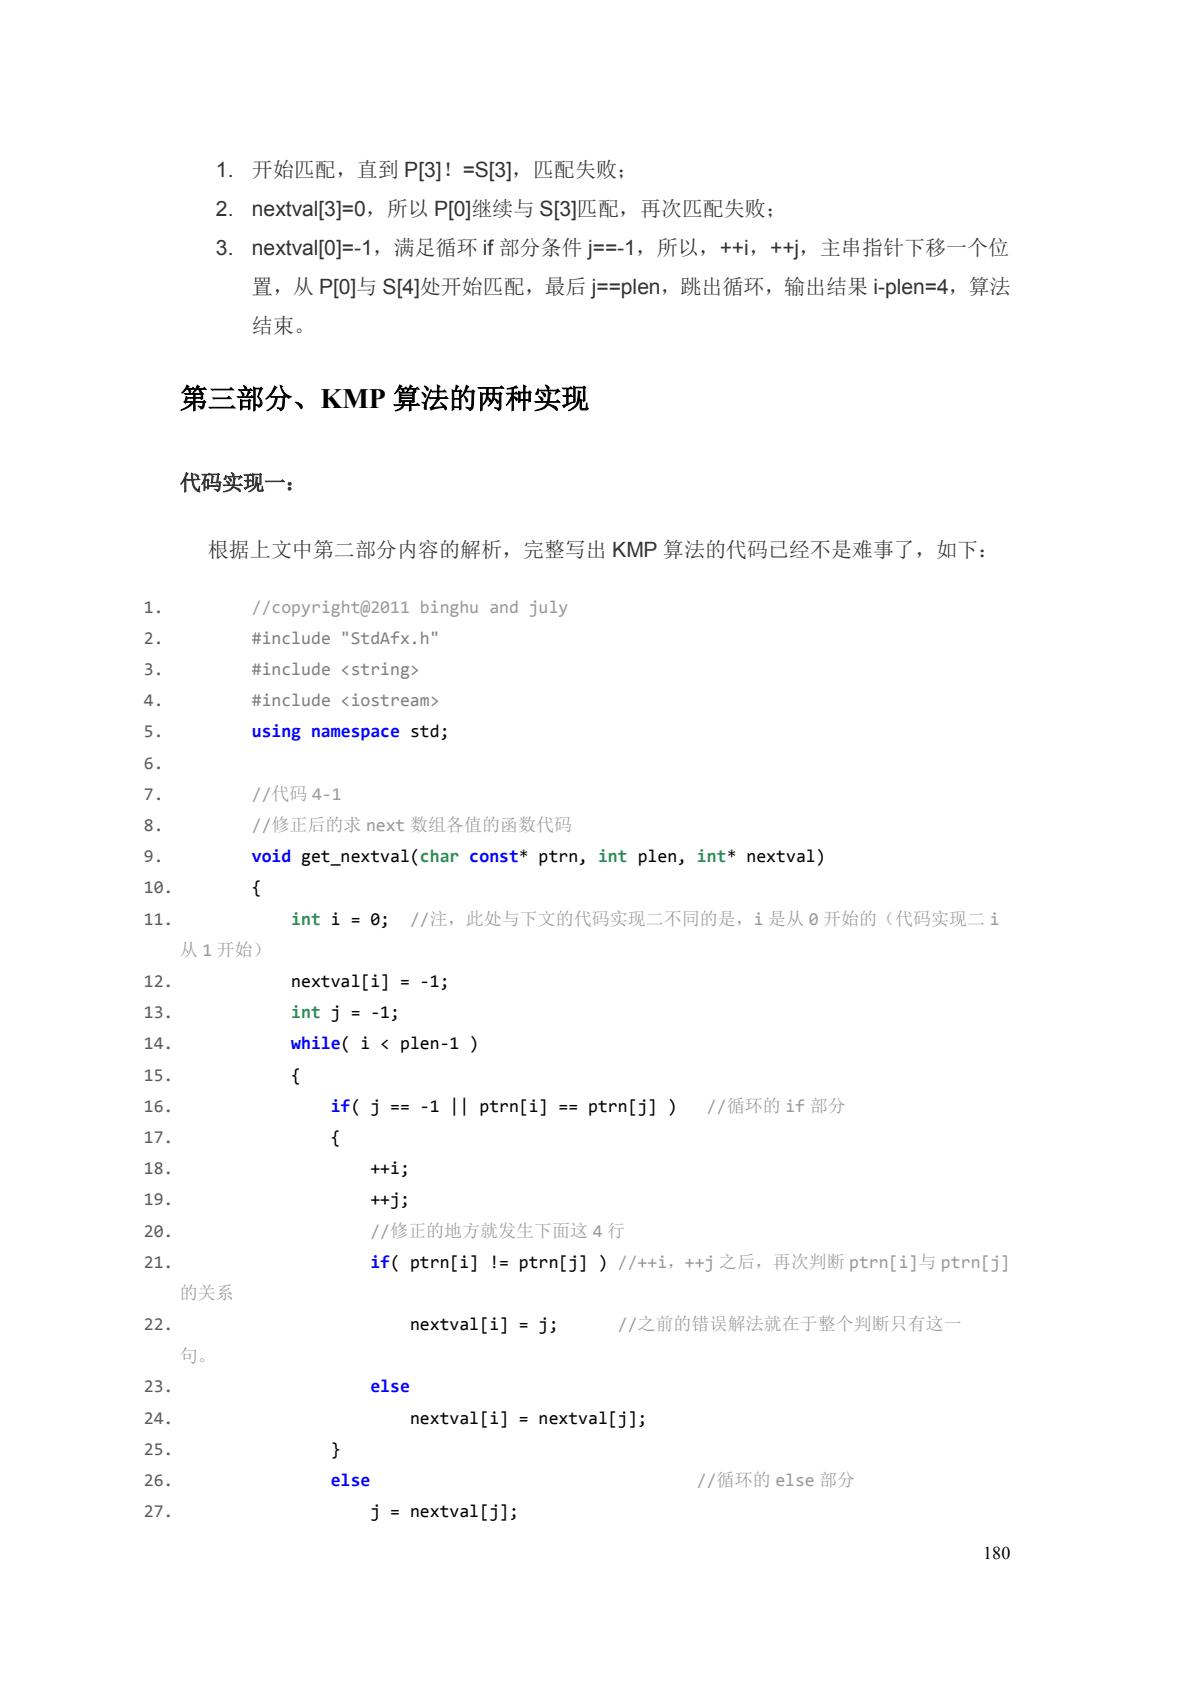 1. 开始匹配，直到 P[3]！=S[3]，匹配失败；
2. nextval[3]=0，所以 P[0]继续与 S[3]匹配，再次匹配失败；
3. nextval[0]=-1，满足循环 if 部分条件 j==-1，所以，++i，++j，主串指针下移一个位
置，从 P[0]与 S[4]处开始匹配，最后 j==plen，跳出循环，输出结果 i-plen=4，算法
结束。
第三部分、KMP 算法的两种实现
代码实现一：
根据上文中第二部分内容的解析，完整写出 KMP 算法的代码已经不是难事了，如下：
1. //copyright@2011 binghu and july
2. #include "StdAfx.h"
3. #include <string>
4. #include <iostream>
5. using namespace std;
6.
7. //代码 4-1
8. //修正后的求 next 数组各值的函数代码
9. void get_nextval(char const* ptrn, int plen, int* nextval)
10. {
11. int i = 0; //注，此处与下文的代码实现二不同的是，i 是从 0 开始的（代码实现二 i
从 1 开始）
12. nextval[i] = -1;
13. int j = -1;
14. while( i < plen-1 )
15. {
16. if( j == -1 || ptrn[i] == ptrn[j] ) //循环的 if 部分
17. {
18. ++i;
19. ++j;
20. //修正的地方就发生下面这 4 行
21. if( ptrn[i] != ptrn[j] ) //++i，++j 之后，再次判断 ptrn[i]与 ptrn[j]
的关系
22. nextval[i] = j; //之前的错误解法就在于整个判断只有这一
句。
23. else
24. nextval[i] = nextval[j];
25. }
26. else //循环的 else 部分
27. j = nextval[j];
180